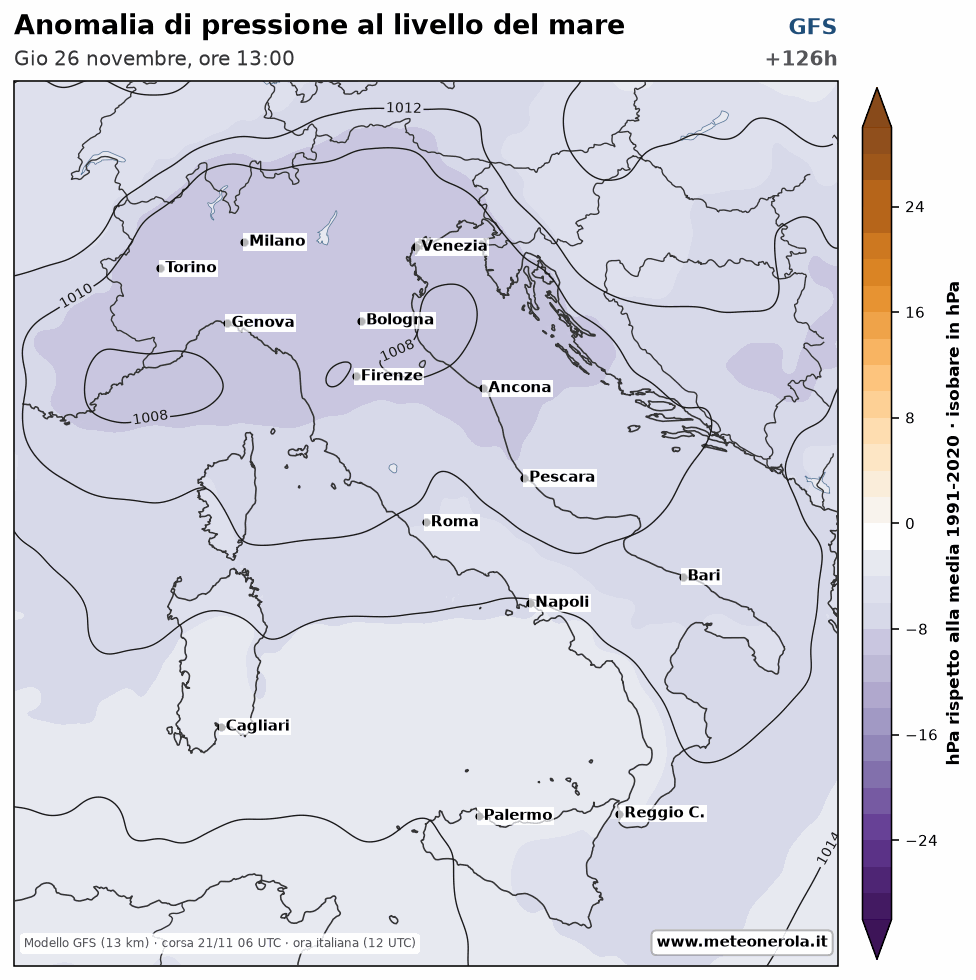 Anomalia di pressione al livello del mare
GFS
Gio 26 novembre, ore 13:00
+126h
1012
Milano
Venezia
Torino
1010
Genova
Bologna
1008
Firenze
Ancona
1008
Pescara
Roma
Bari
Napoli
Cagliari
Palermo
Reggio C.
1014
24
16
8
0
−8
−16
−24
hPa rispetto alla media 1991-2020 · isobare in hPa
Modello GFS (13 km) · corsa 21/11 06 UTC · ora italiana (12 UTC)
www.meteonerola.it